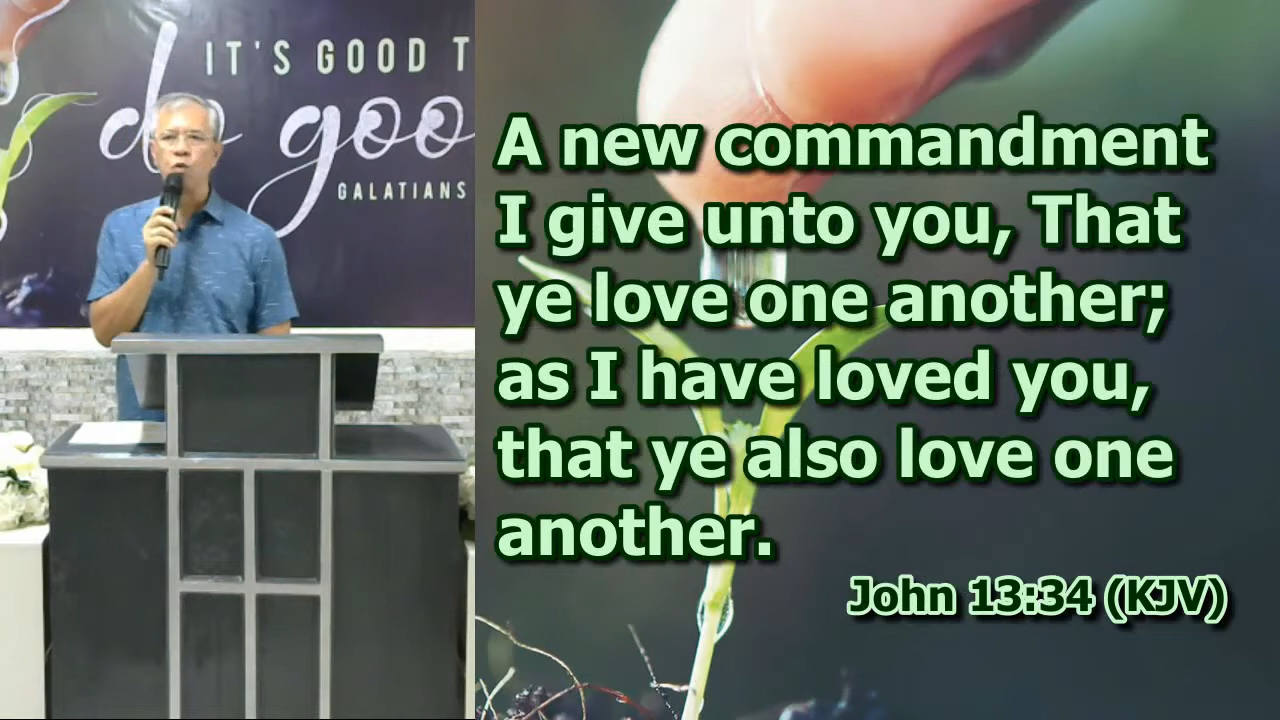 IT'S GOOD T
do goo
GALATIANS
A new commandment
I give unto you, That
ye love one another;
as I have loved you,
that ye also love one
another.
John 13:34 (KJV)